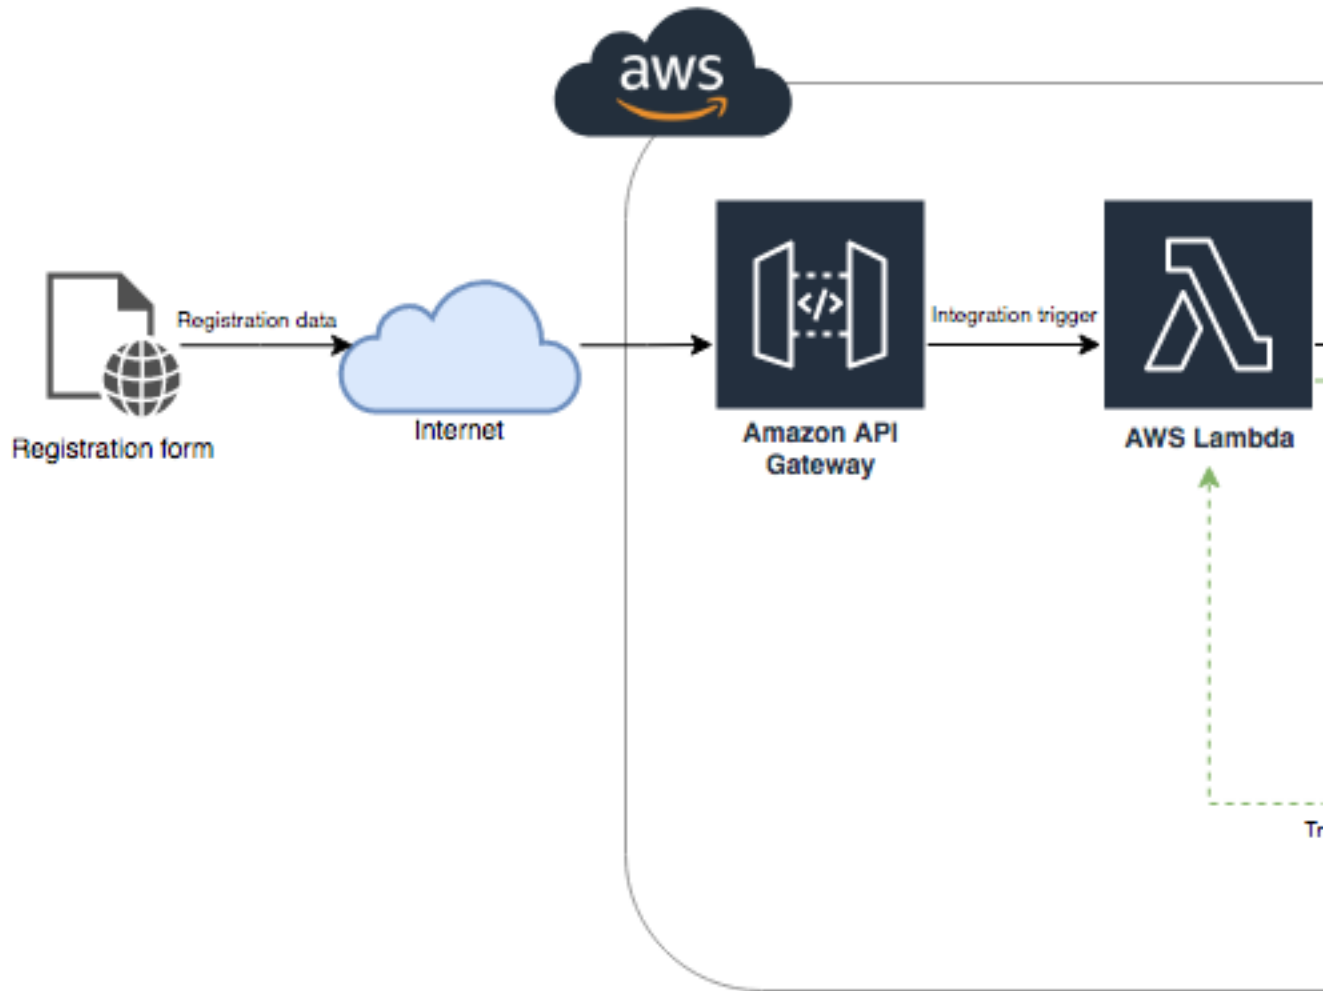 aws
Registration data
Integration trigger
Registration form
Internet
Amazon API
Gateway
AWS Lambda